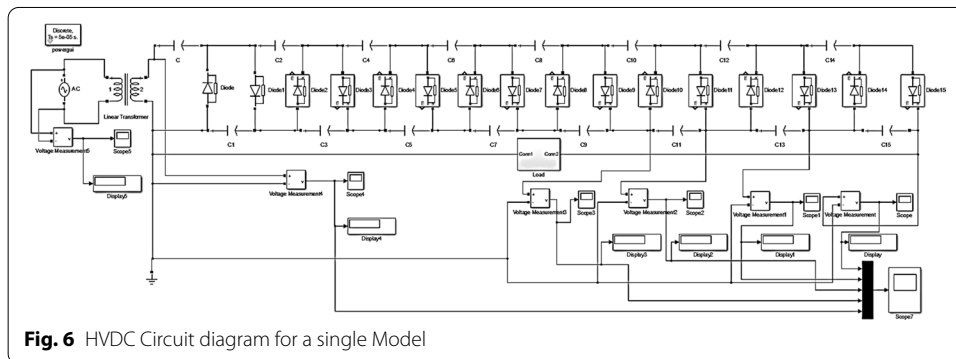 Discrete,
Ts = 5e-05 s.
powergui
C
C2
C4
C6
C8
C10
C12
C14
AC
1
2
Linear Transformer
Diode
Diode1
Diode2
Diode3
Diode4
Diode5
Diode6
Diode7
Diode8
Diode9
Diode10
Diode11
Diode12
Diode13
Diode14
Diode15
C1
C3
C5
C7
C9
C11
C13
C15
Conn1 Conn2
Load
Voltage Measurement5
Scope5
Display5
Voltage Measurement4
Scope4
Display4
Voltage Measurement3
Scope3
Voltage Measurement2
Scope2
Voltage Measurement1
Scope1
Voltage Measurement
Scope
Display3
Display2
Display1
Display
Scope7
Fig. 6 HVDC Circuit diagram for a single Model